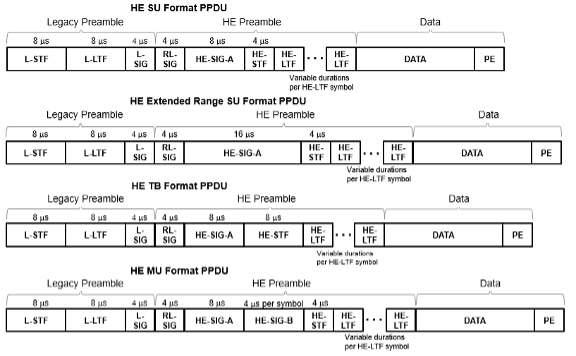 HE SU Format PPDU
Legacy Preamble HE Preamble Data
8 µs 8 µs 4 µs 4 µs 8 µs 4 µs
L-STF L-LTF L-SIG RL-SIG HE-SIG-A HE-STF HE-LTF • • • HE-LTF DATA PE
Variable durations
per HE-LTF symbol
HE Extended Range SU Format PPDU
Legacy Preamble HE Preamble Data
8 µs 8 µs 4 µs 4 µs 16 µs 4 µs
L-STF L-LTF L-SIG RL-SIG HE-SIG-A HE-STF HE-LTF • • • HE-LTF DATA PE
Variable durations
per HE-LTF symbol
HE TB Format PPDU
Legacy Preamble HE Preamble Data
8 µs 8 µs 4 µs 4 µs 8 µs 8 µs
L-STF L-LTF L-SIG RL-SIG HE-SIG-A HE-STF HE-LTF • • • HE-LTF DATA PE
Variable durations
per HE-LTF symbol
HE MU Format PPDU
Legacy Preamble HE Preamble Data
8 µs 8 µs 4 µs 4 µs 8 µs 4 µs per symbol 4 µs
L-STF L-LTF L-SIG RL-SIG HE-SIG-A HE-SIG-B HE-STF HE-LTF • • • HE-LTF DATA PE
Variable durations
per HE-LTF symbol